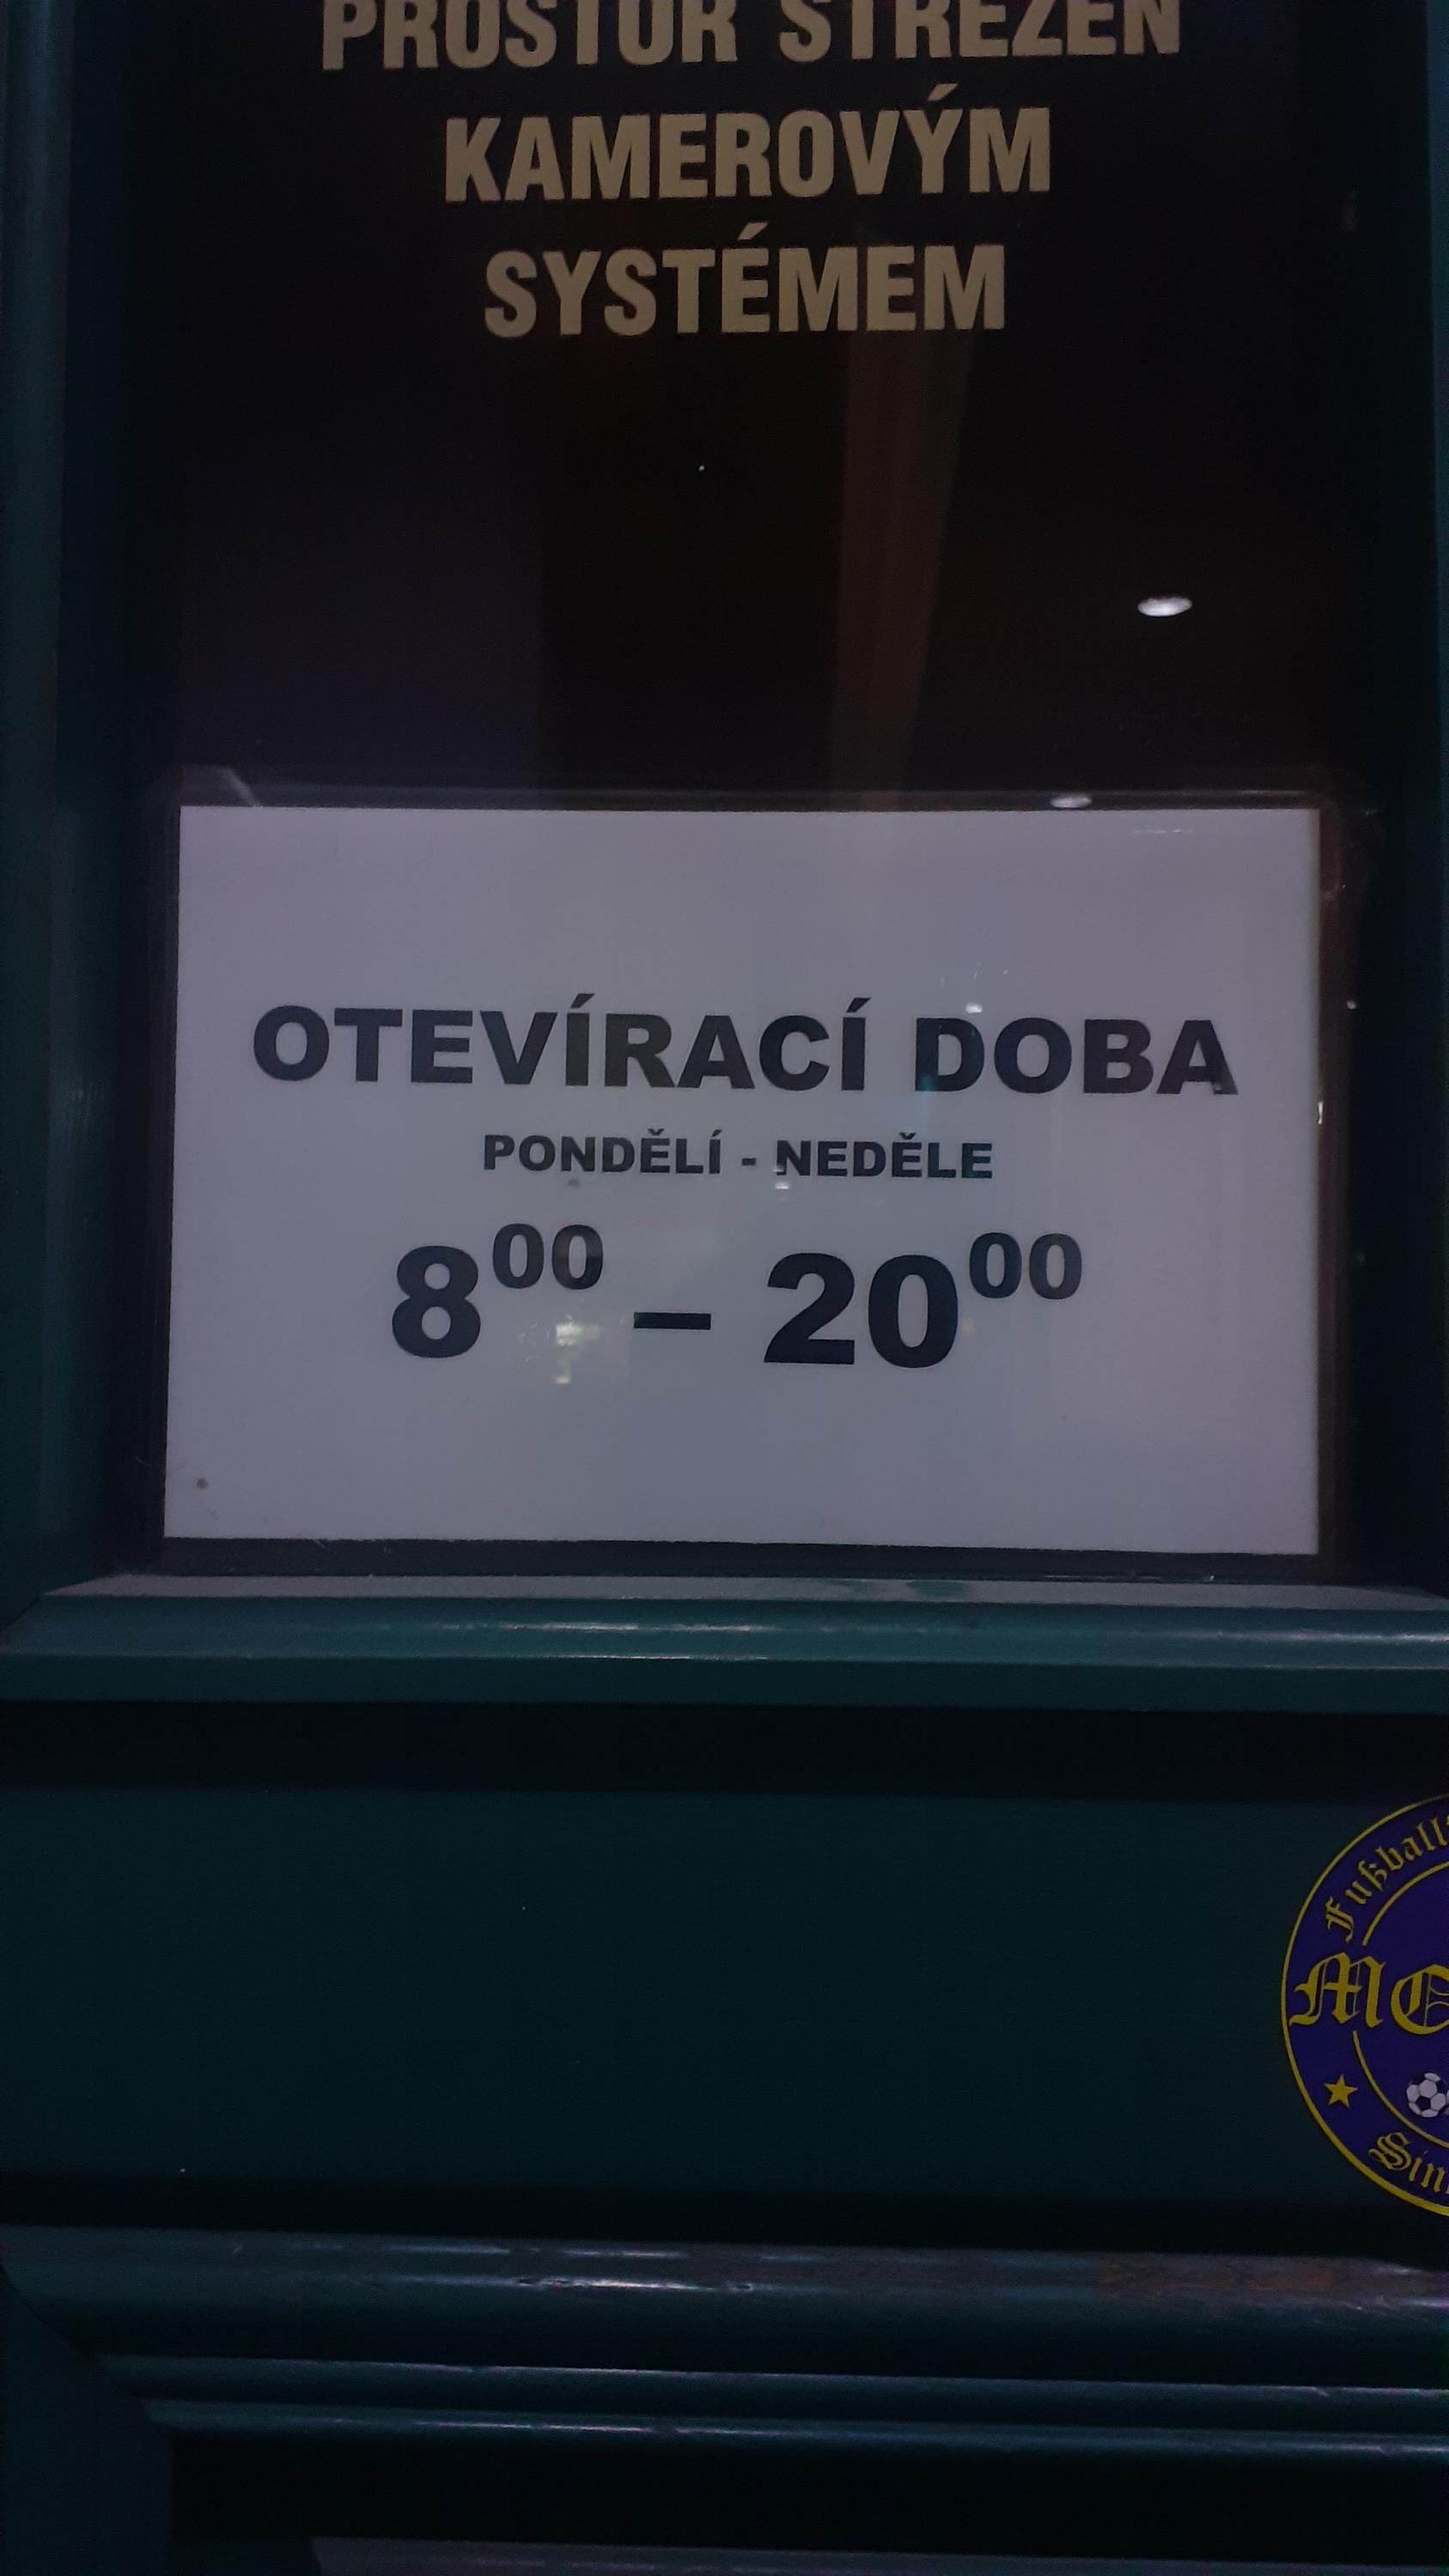 PROSTOR STŘEŽEN
KAMEROVÝM
SYSTÉMEM
OTEVÍRACÍ DOBA
PONDĚLÍ - NEDĚLE
8⁰⁰ – 20⁰⁰